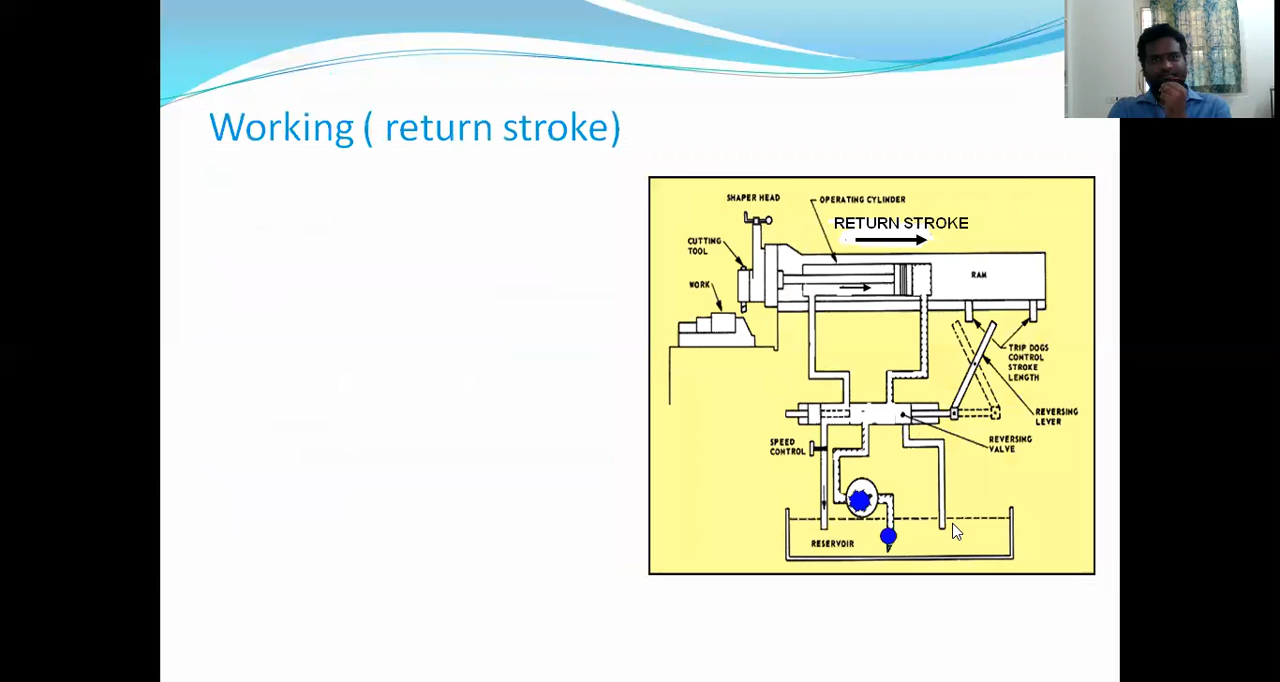 Working ( return stroke)
SHAPER HEAD
OPERATING CYLINDER
RETURN STROKE
CUTTING
TOOL
RAM
WORK
TRIP DOGS
CONTROL
STROKE
LENGTH
REVERSING
LEVER
SPEED
CONTROL
REVERSING
VALVE
RESERVOIR